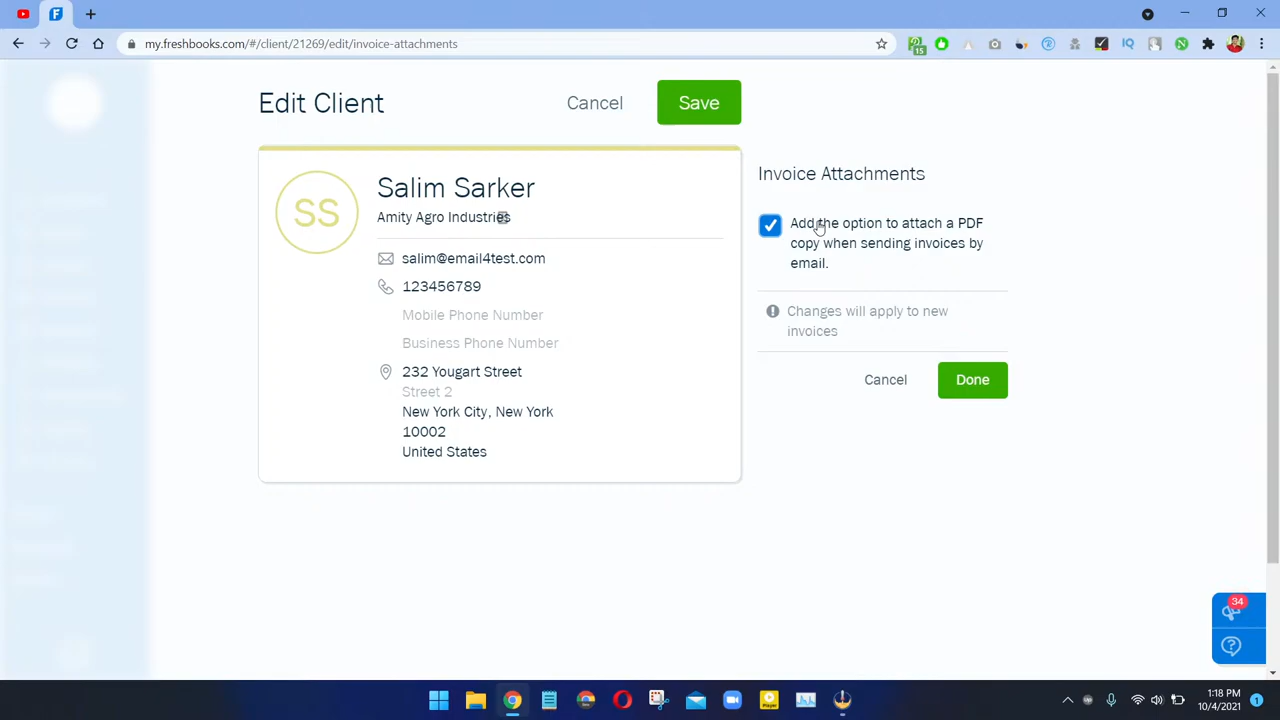 my.freshbooks.com/#/client/21269/edit/invoice-attachments
15
Edit Client
Cancel
Save
SS
Salim Sarker
Amity Agro Industries
salim@email4test.com
123456789
Mobile Phone Number
Business Phone Number
232 Yougart Street
Street 2
New York City, New York
10002
United States
Invoice Attachments
Add the option to attach a PDF
copy when sending invoices by
email.
Changes will apply to new
invoices
Cancel
Done
34
1:18 PM
10/4/2021
1